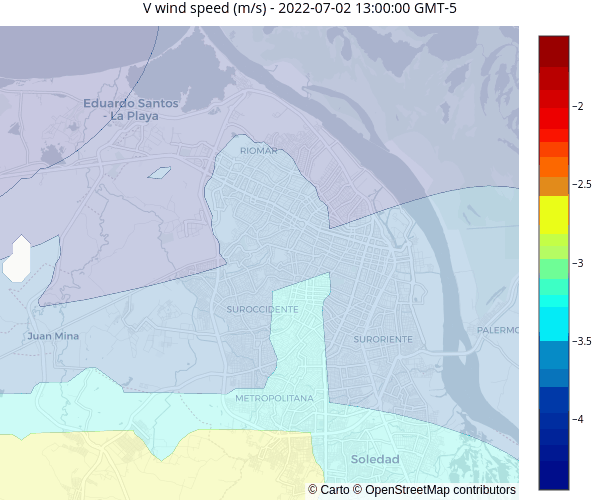 V wind speed (m/s) - 2022-07-02 13:00:00 GMT-5
Eduardo Santos
- La Playa
RIOMAR
−2
−2.5
−3
−3.5
−4
SUROCCIDENTE
Juan Mina
SURORIENTE
PALERMO
METROPOLITANA
Soledad
© Carto © OpenStreetMap contributors